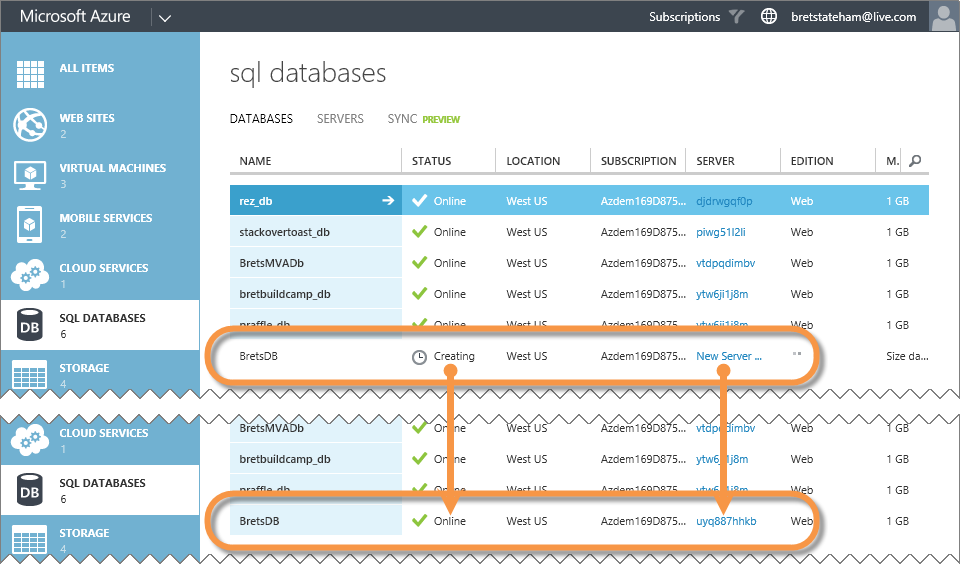 Microsoft Azure
Subscriptions
bretstateham@live.com
ALL ITEMS
WEB SITES
2
VIRTUAL MACHINES
3
MOBILE SERVICES
2
CLOUD SERVICES
1
DB
SQL DATABASES
6
STORAGE
4
sql databases
DATABASES SERVERS SYNC PREVIEW
NAME STATUS LOCATION SUBSCRIPTION SERVER EDITION M.
rez_db Online West US Azdem169D875... djdrwgqf0p Web 1 GB
stackovertoast_db Online West US Azdem169D875... piwg51l2li Web 1 GB
BretsMVADb Online West US Azdem169D875... vtdpqdimbv Web 1 GB
bretbuildcamp_db Online West US Azdem169D875... ytw6ji1j8m Web 1 GB
praffle_db Online West US Azdem169D875... ytw6ji1j8m Web 1 GB
BretsDB Creating West US Azdem169D875... New Server ... Size da...
CLOUD SERVICES
1
DB
SQL DATABASES
6
STORAGE
4
BretsMVADb Online West US Azdem169D875... vtdpqdimbv Web 1 GB
bretbuildcamp_db Online West US Azdem169D875... ytw6ji1j8m Web 1 GB
praffle_db Online West US Azdem169D875... ytw6ji1j8m Web 1 GB
BretsDB Online West US Azdem169D875... uyq887hhkb Web 1 GB